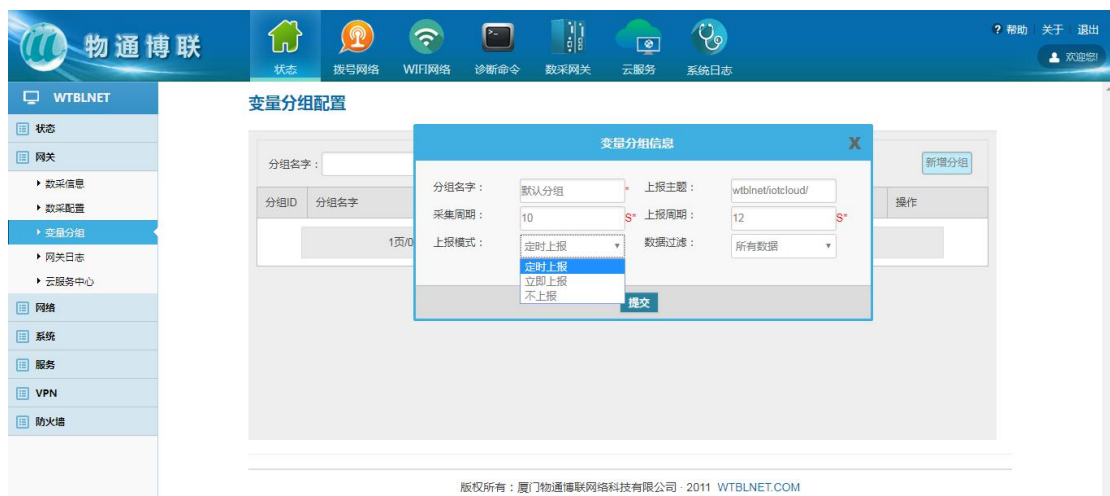 物通博联
状态
拨号网络
WIFI网络
诊断命令
数采网关
云服务
系统日志
? 帮助
关于
退出
欢迎您!
WTBLNET
状态
网关
数采信息
数采配置
变量分组
网关日志
云服务中心
网络
系统
服务
VPN
防火墙
变量分组配置
分组名字：
新增分组
分组ID 分组名字
操作
1页/0
变量分组信息
X
分组名字： 默认分组 * 上报主题： wtblnet/iotcloud/
采集周期： 10 S* 上报周期： 12 S*
上报模式： 定时上报 数据过滤： 所有数据
定时上报
立即上报
不上报
提交
版权所有：厦门物通博联网络科技有限公司 · 2011 WTBLNET.COM